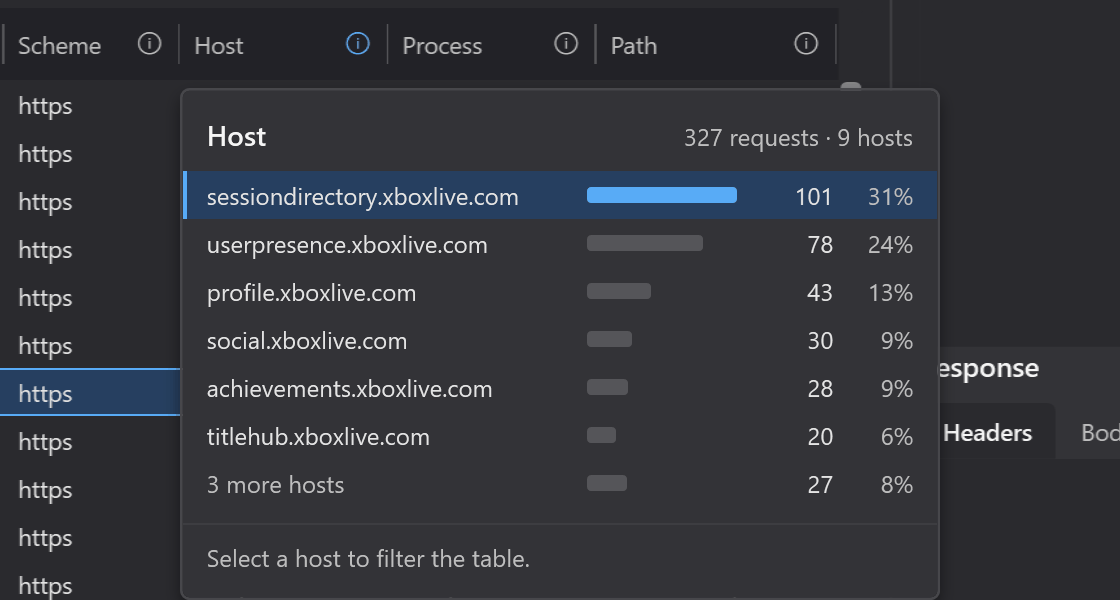 Scheme Host Process Path
https
https
https
https
https
https
https
https
https
https
https
Host 327 requests · 9 hosts
sessiondirectory.xboxlive.com 101 31%
userpresence.xboxlive.com 78 24%
profile.xboxlive.com 43 13%
social.xboxlive.com 30 9%
achievements.xboxlive.com 28 9%
titlehub.xboxlive.com 20 6%
3 more hosts 27 8%
Select a host to filter the table.
esponse
Headers Bod